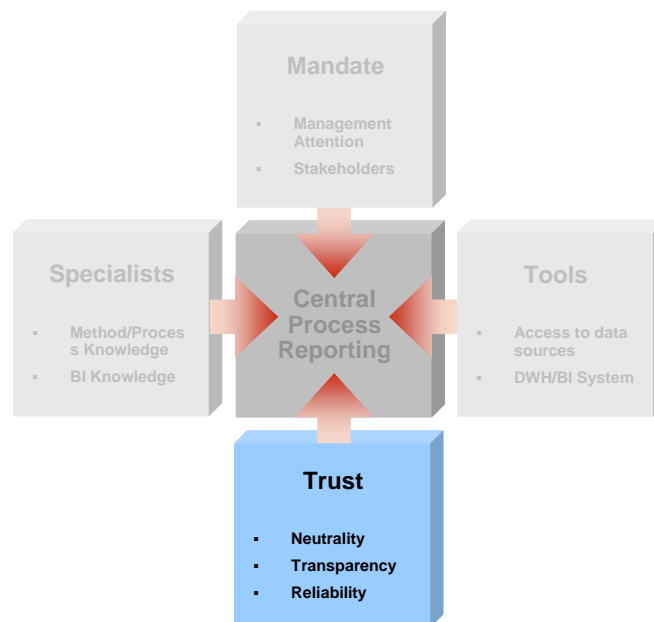 Mandate
▪ Management
Attention
▪ Stakeholders
Specialists
▪ Method/Proces
s Knowledge
▪ BI Knowledge
Central
Process
Reporting
Tools
▪ Access to data
sources
▪ DWH/BI System
Trust
▪ Neutrality
▪ Transparency
▪ Reliability